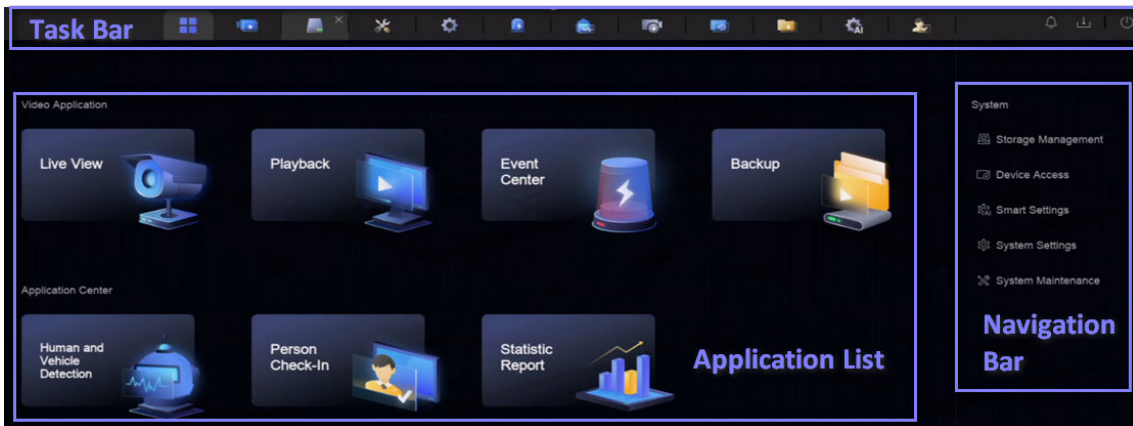 Task Bar
AI
Video Application
Live View
Playback
Event
Center
Backup
Application Center
Human and
Vehicle
Detection
Person
Check-In
Statistic
Report
Application List
System
Storage Management
Device Access
Smart Settings
System Settings
System Maintenance
Navigation
Bar